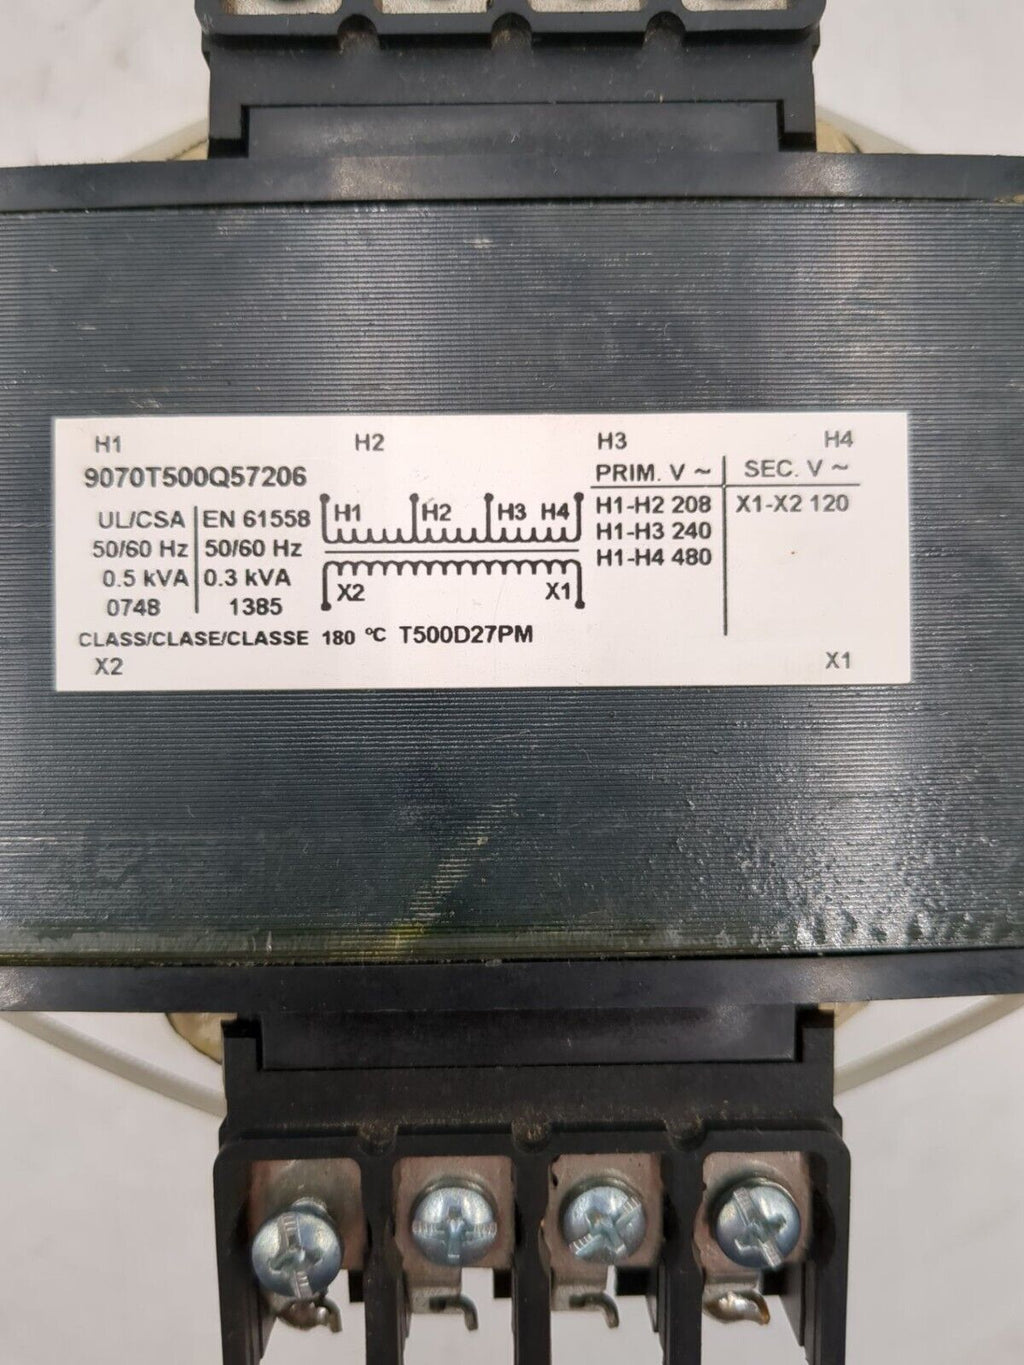 H1 H2 H3 H4
9070T500Q57206
UL/CSA EN 61558
50/60 Hz 50/60 Hz
0.5 kVA 0.3 kVA
0748 1385
H1 H2 H3 H4
X2 X1
PRIM. V ~ SEC. V ~
H1-H2 208 X1-X2 120
H1-H3 240
H1-H4 480
CLASS/CLASE/CLASSE 180 °C T500D27PM
X2 X1